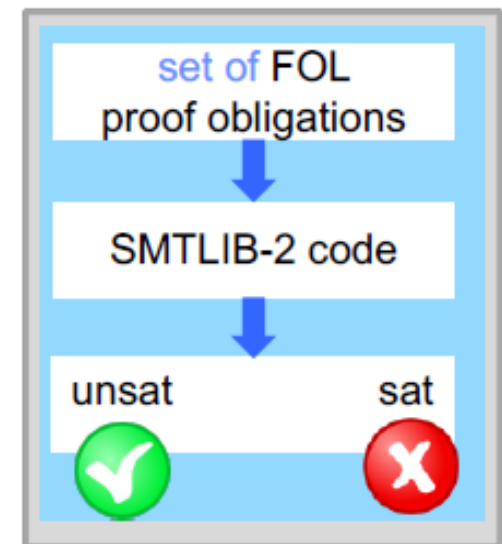 set of FOL
proof obligations
SMTLIB-2 code
unsat sat